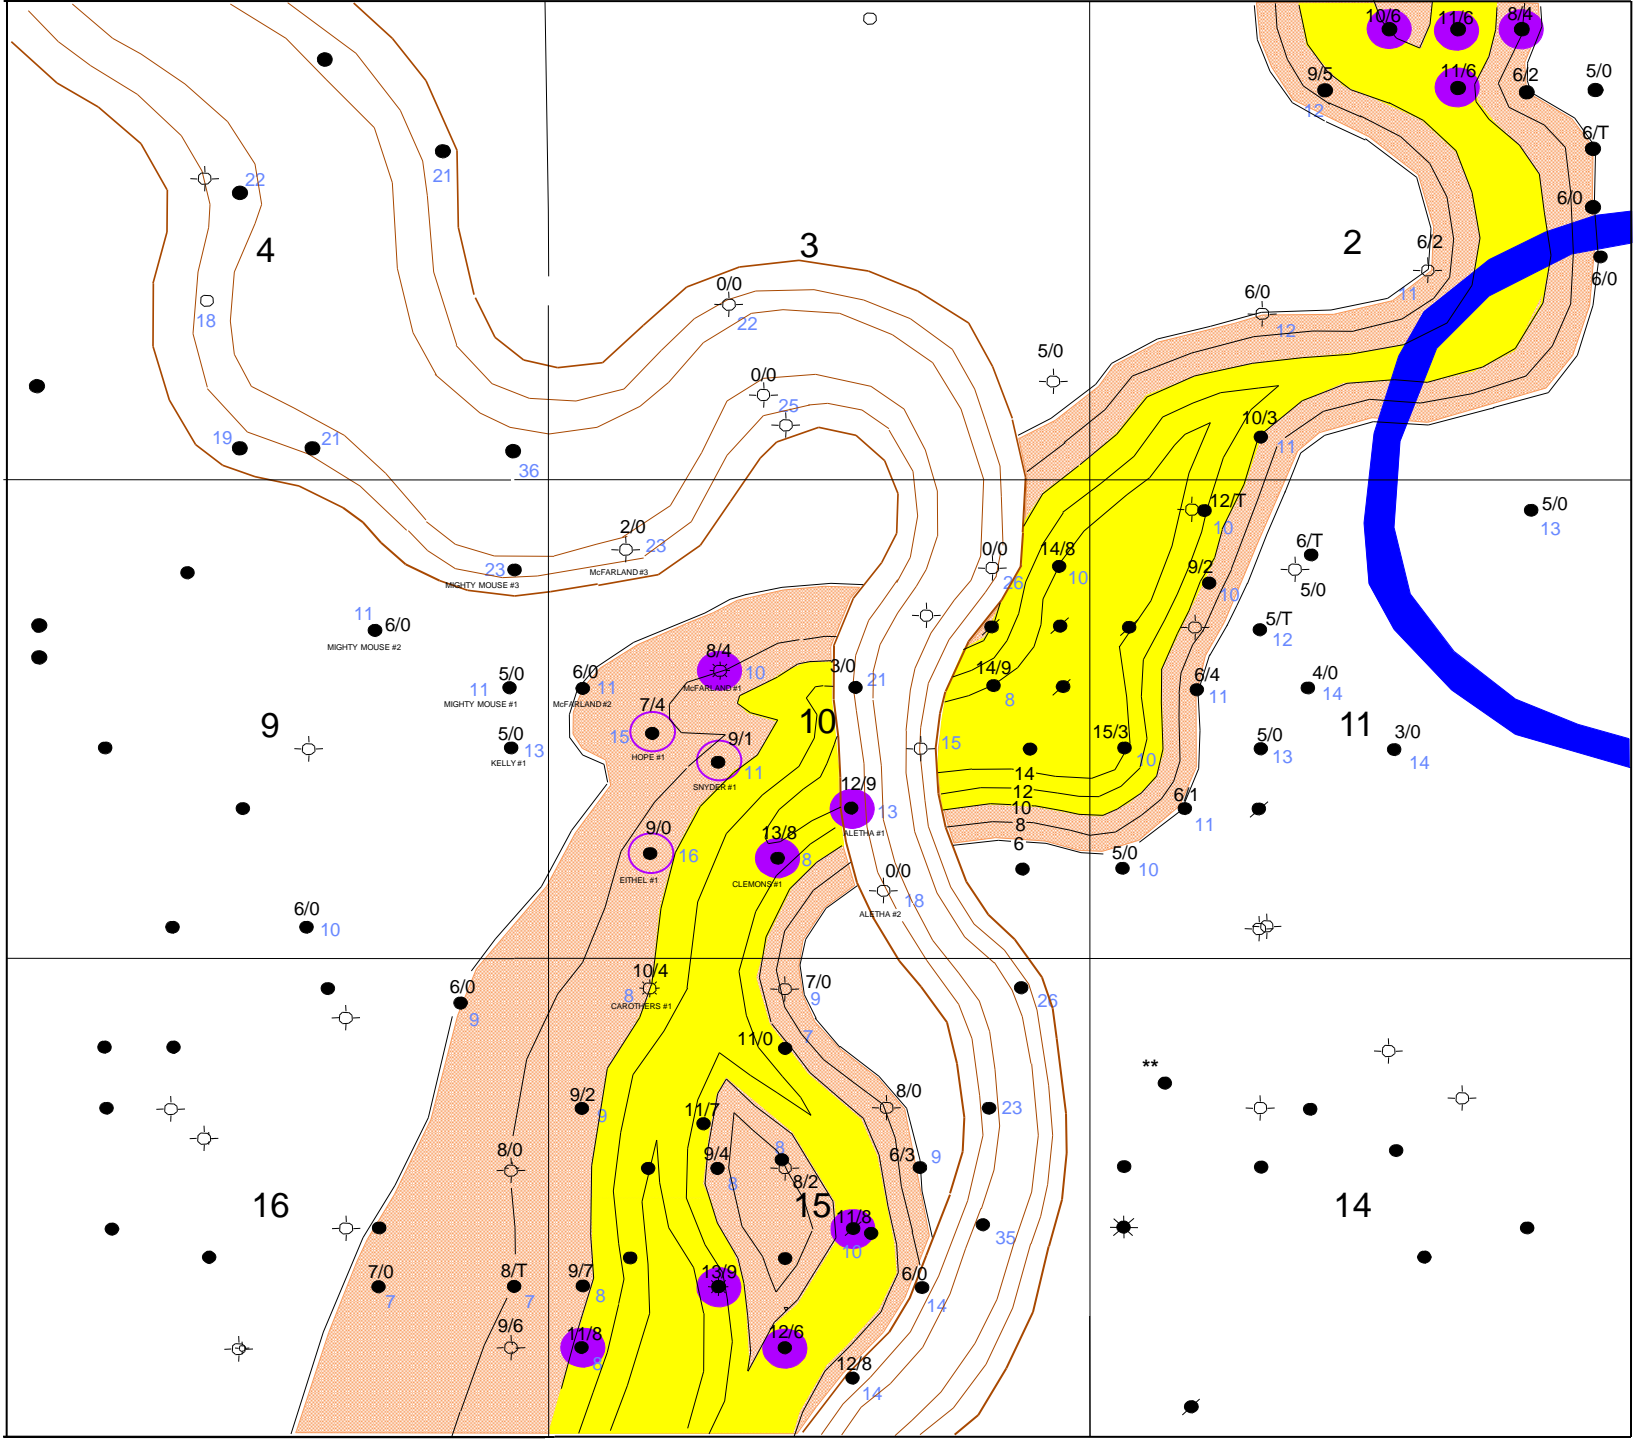 10/6 11/6 8/4
9/5 11/6 6/2 5/0
12
6/T
21
22
6/0
4 3 2 6/2
6/0
0/0 6/0 11
18 22 12
5/0
0/0
25
10/3
19 21 11
36
12/T 5/0
2/0 10 13
23 0/0 14/8 6/T
23 McFARLAND #3 26 10 9/2
MIGHTY MOUSE #3 10 5/0
11 6/0 5/T
MIGHTY MOUSE #2 12
8/4
5/0 6/0 10 3/0 14/9 6/4 4/0
11 11 McFARLAND #1 21 8 11 14
MIGHTY MOUSE #1 McFARLAND #2 7/4
9 10 11
5/0 15 9/1 15 15/3 5/0 3/0
13 HOPE #1 11 10 13 14
KELLY #1 SNYDER #1 14
12/9 12 6/1
13 10
9/0 13/8 ALETHA #1 8 11
16 8 6 5/0
EITHEL #1 CLEMONS #1 0/0 10
18
6/0 ALETHA #2
10
10/4 7/0
6/0 8 9 26
9 CAROTHERS #1
11/0 7
**
9/2 8/0
9 11/7 23
8/0 9/4 8 6/3 9
8 8/2
16 15 14
11/8
10 35
7/0 8/T 9/7 13/9 6/0
7 7 8 14
9/6 11/8 12/6
8 12/8
14